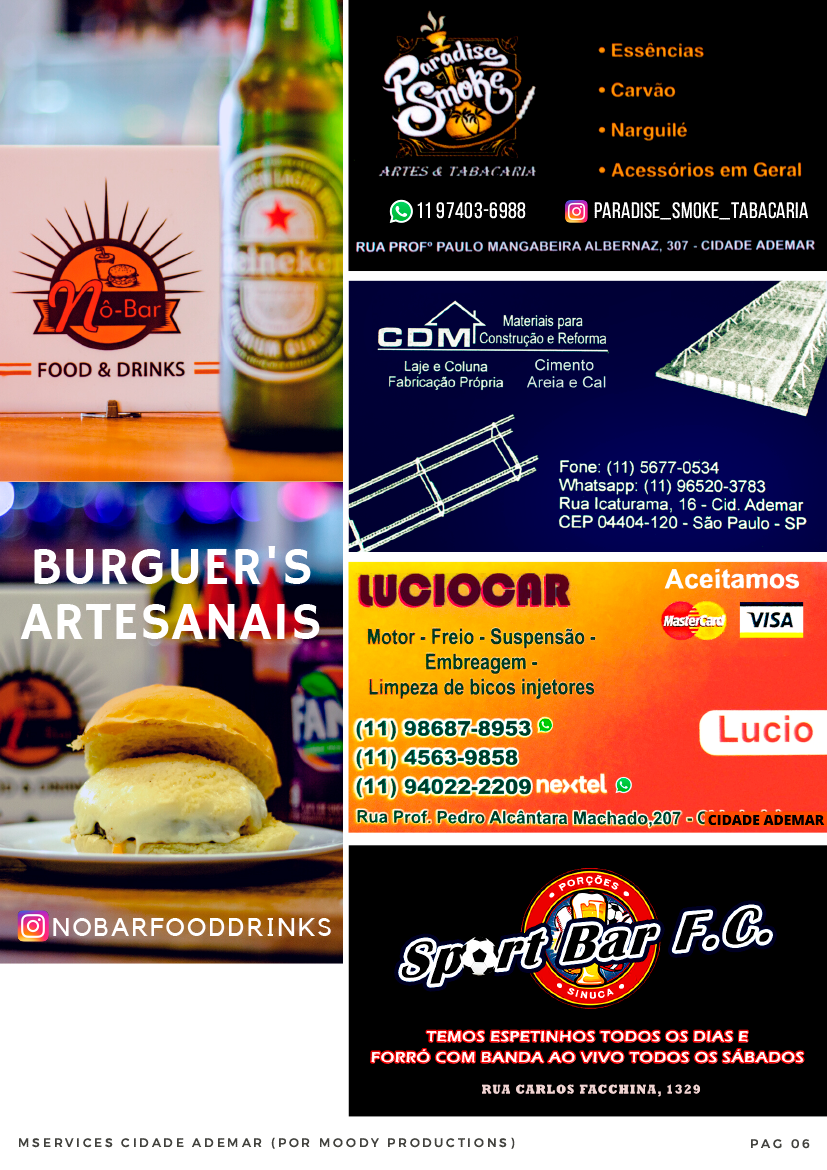 Heineken
PREMIUM QUALITY
Nô-Bar
FOOD & DRINKS
BURGUER'S
ARTESANAIS
FAN
NOBARFOODDRINKS
Paradise
Smoke
ARTES & TABACARIA
• Essências
• Carvão
• Narguilé
• Acessórios em Geral
11 97403-6988
PARADISE_SMOKE_TABACARIA
RUA PROFº PAULO MANGABEIRA ALBERNAZ, 307 - CIDADE ADEMAR
CDM
Materiais para
Construção e Reforma
Laje e Coluna
Fabricação Própria
Cimento
Areia e Cal
Fone: (11) 5677-0534
Whatsapp: (11) 96520-3783
Rua Icaturama, 16 - Cid. Ademar
CEP 04404-120 - São Paulo - SP
LUCIOCAR
Aceitamos
MasterCard
VISA
Motor - Freio - Suspensão -
Embreagem -
Limpeza de bicos injetores
(11) 98687-8953
(11) 4563-9858
(11) 94022-2209 nextel
Lucio
Rua Prof. Pedro Alcântara Machado,207 - CIDADE ADEMAR
• PORÇÕES •
Sport Bar F.C.
• SINUCA •
TEMOS ESPETINHOS TODOS OS DIAS E
FORRÓ COM BANDA AO VIVO TODOS OS SÁBADOS
RUA CARLOS FACCHINA, 1329
MSERVICES CIDADE ADEMAR (POR MOODY PRODUCTIONS)
PAG 06